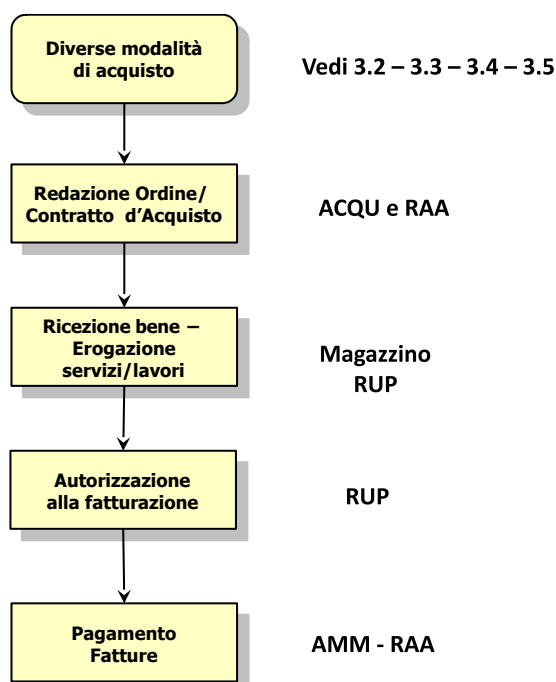 Diverse modalità
di acquisto
Vedi 3.2 – 3.3 – 3.4 – 3.5
Redazione Ordine/
Contratto d'Acquisto
ACQU e RAA
Ricezione bene –
Erogazione
servizi/lavori
Magazzino
RUP
Autorizzazione
alla fatturazione
RUP
Pagamento
Fatture
AMM - RAA